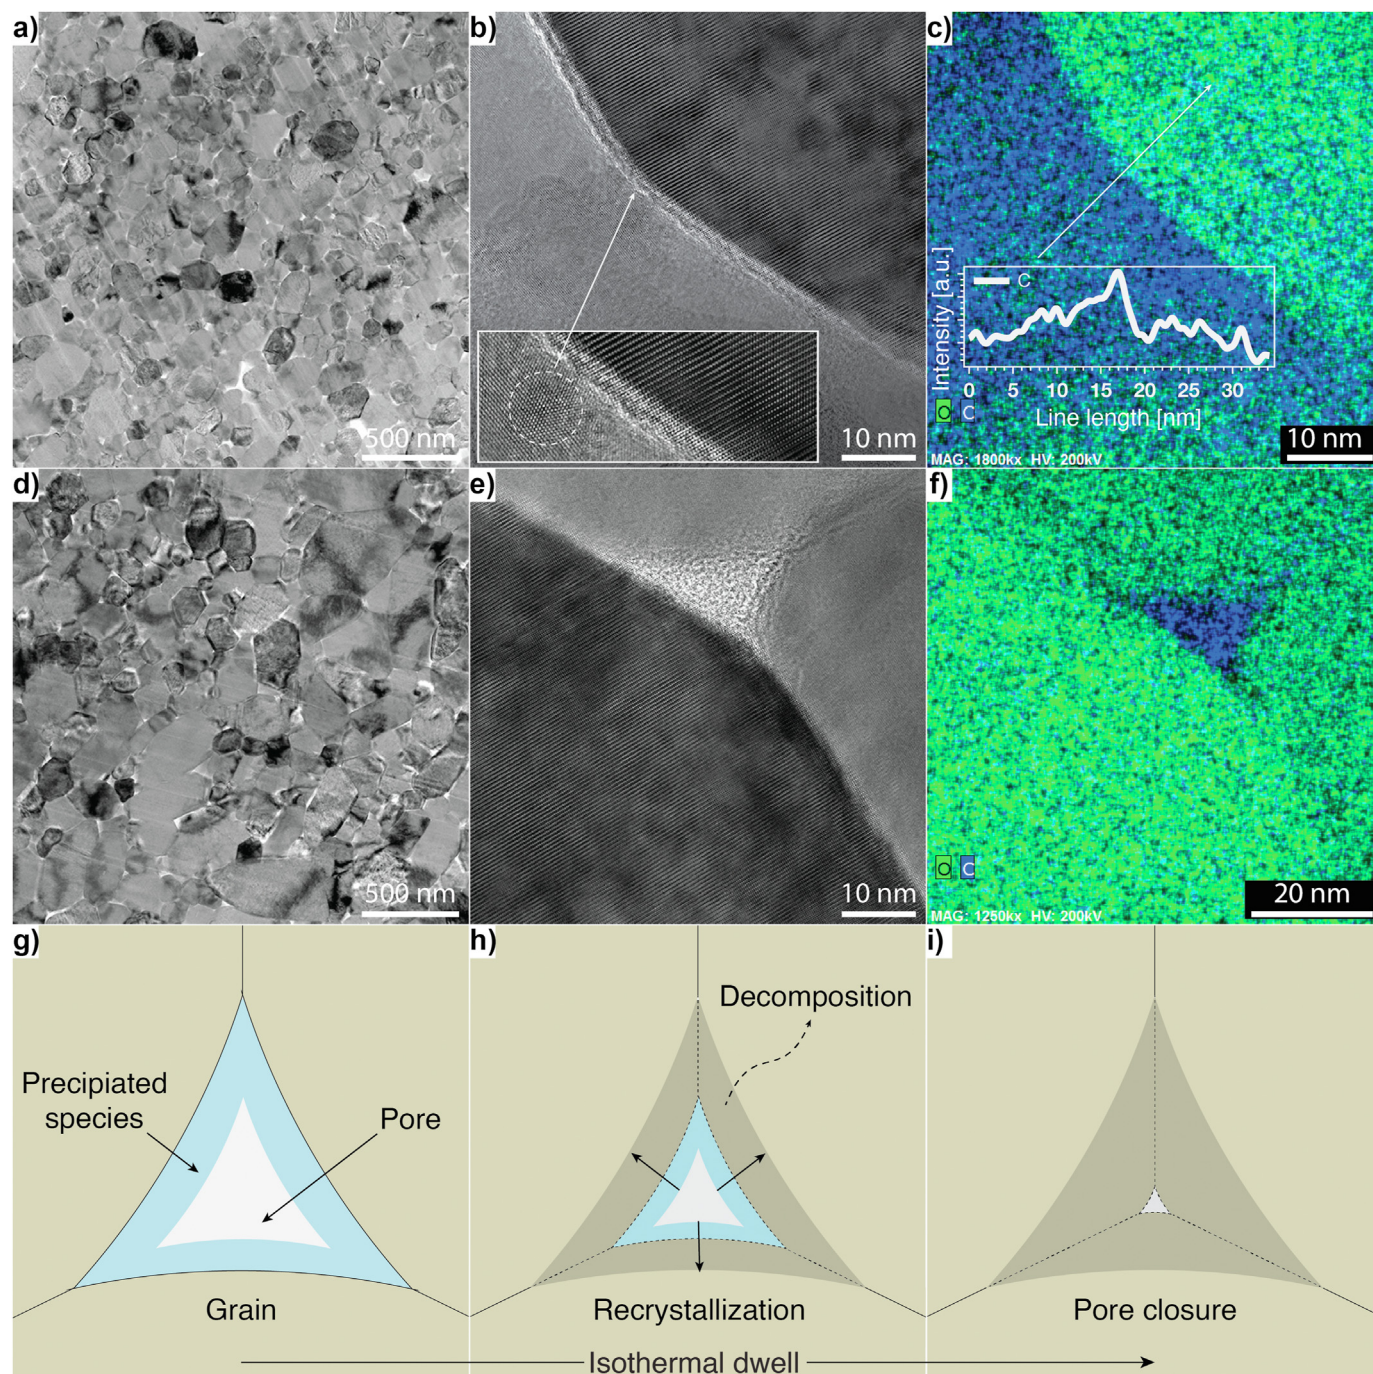 a)
500 nm
b)
10 nm
c)
Intensity [a.u.]
C
0 5 10 15 20 25 30
Line length [nm]
O C
10 nm
MAG: 1800kx HV: 200kV
d)
500 nm
e)
10 nm
f)
O C
20 nm
MAG: 1250kx HV: 200kV
g)
Precipiated
species
Pore
Grain
h)
Decomposition
Recrystallization
i)
Pore closure
Isothermal dwell